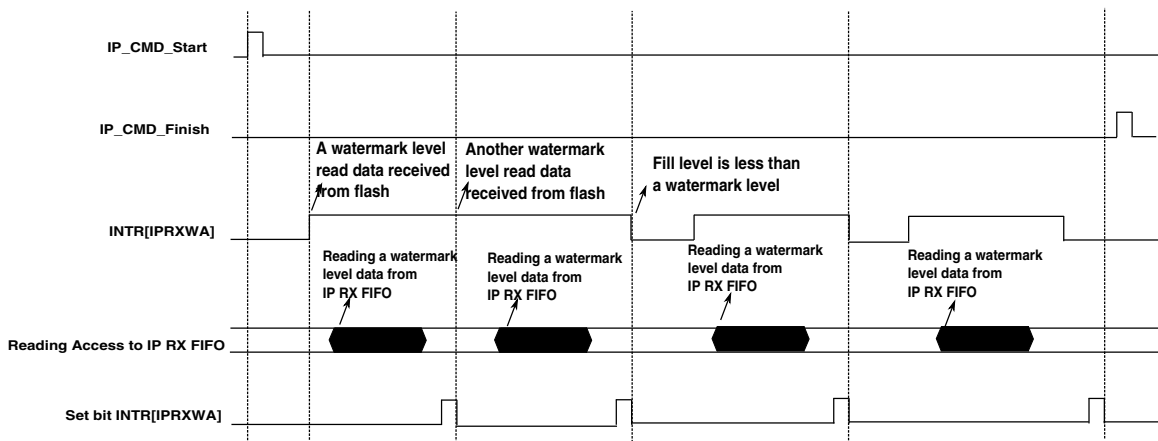 IP_CMD_Start
IP_CMD_Finish
A watermark level
read data received
from flash
Another watermark
level read data
received from flash
Fill level is less than
a watermark level
INTR[IPRXWA]
Reading a watermark
level data from
IP RX FIFO
Reading a watermark
level data from
IP RX FIFO
Reading a watermark
level data from
IP RX FIFO
Reading a watermark
level data from
IP RX FIFO
Reading Access to IP RX FIFO
Set bit INTR[IPRXWA]